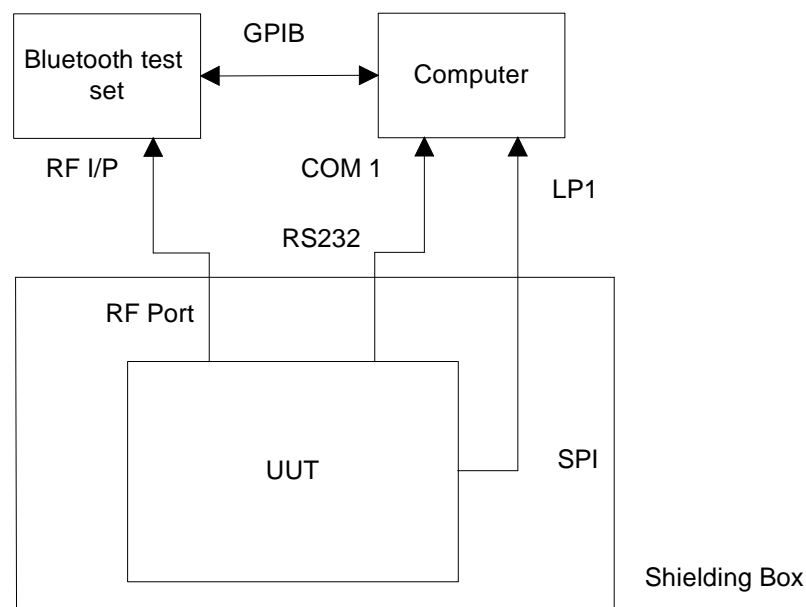 GPIB
Bluetooth test
set
Computer
RF I/P
COM 1
LP1
RS232
RF Port
UUT
SPI
Shielding Box